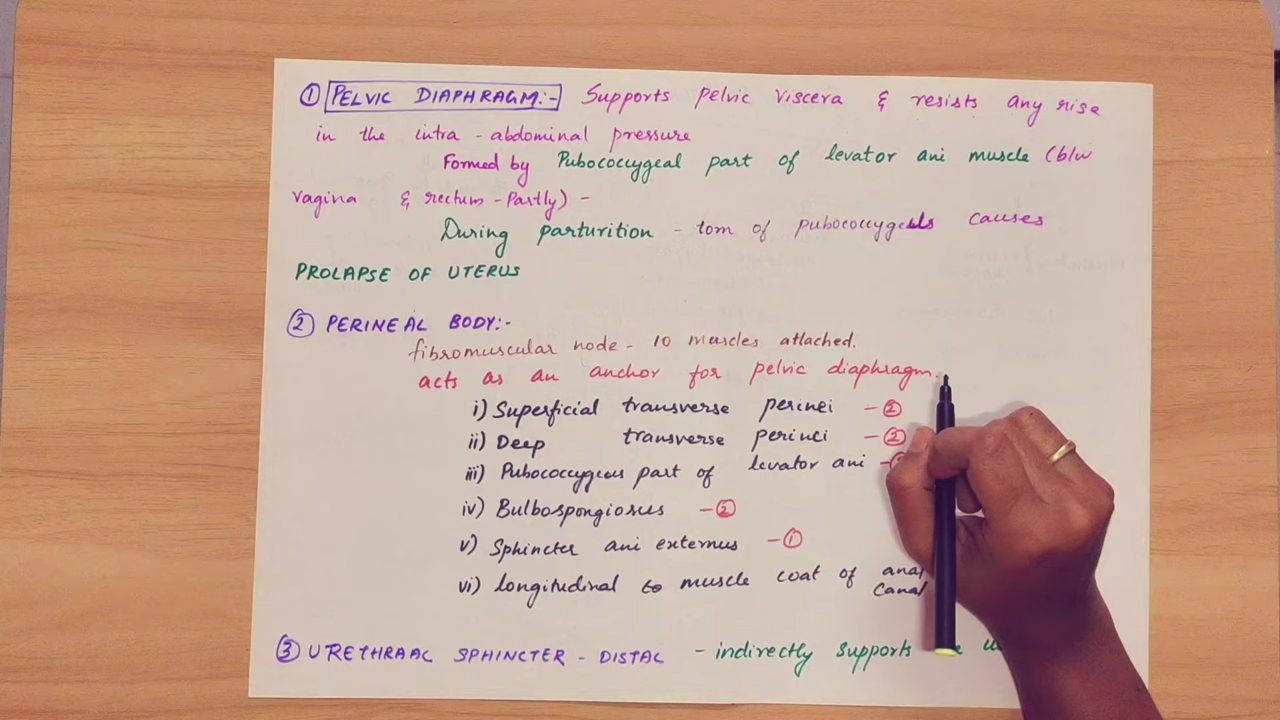 ① PELVIC DIAPHRAGM:- Supports pelvic viscera & resists any rise
in the intra - abdominal pressure
Formed by Pubococcygeal part of levator ani muscle (b/w
vagina & rectum - Partly) -
During parturition - torn of pubococcygeus causes
PROLAPSE OF UTERUS
② PERINEAL BODY:-
fibromuscular node - 10 muscles attached.
acts as an anchor for pelvic diaphragm.
i) Superficial transverse perinei - ②
ii) Deep transverse perinei - ②
iii) Pubococcygeus part of levator ani -
iv) Bulbospongiosus - ②
v) Sphincter ani externus - ①
vi) longitudinal to muscle coat of anal
canal
③ URETHRAAL SPHINCTER - DISTAL - indirectly supports